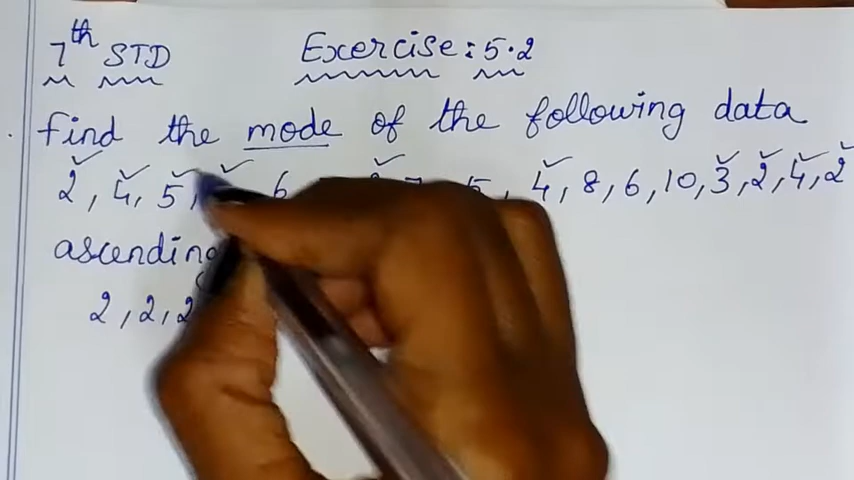 7th STD Exercise: 5.2
find the mode of the following data
2, 4, 5, 6 5, 4, 8, 6, 10, 3, 2, 4, 2
ascending
2, 2, 2